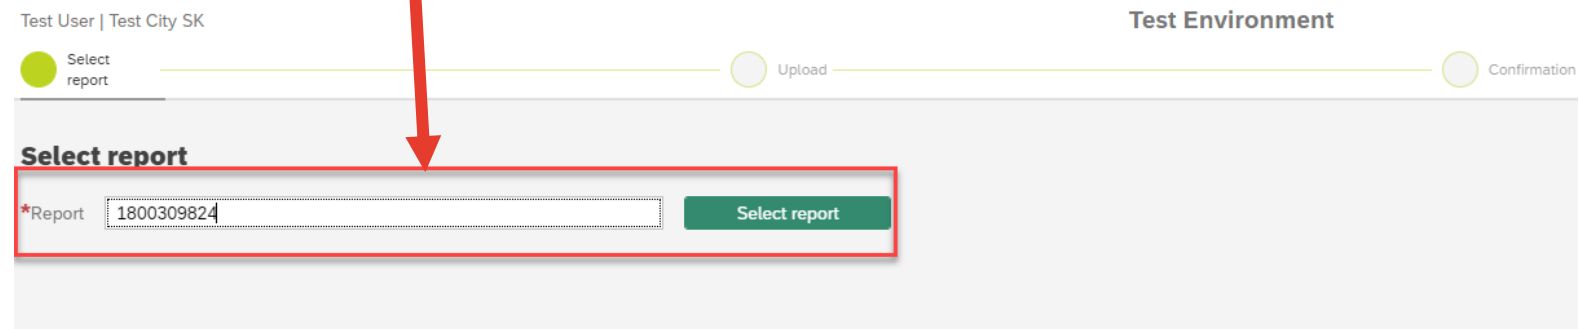 Test User | Test City SK
Test Environment
Select
report
Upload
Confirmation
Select report
*Report
1800309824
Select report